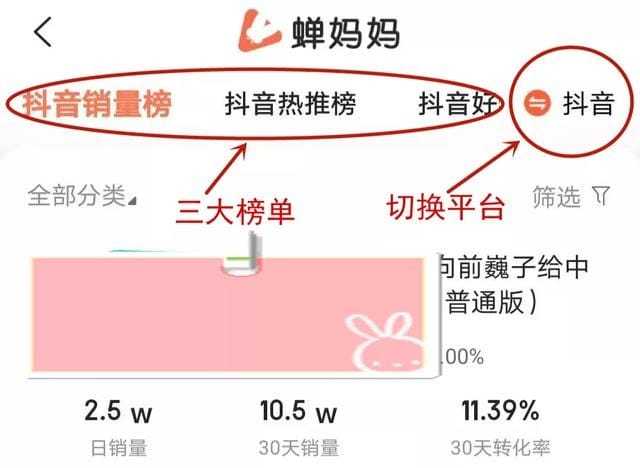 蝉妈妈
抖音销量榜 抖音热推榜 抖音好 抖音
全部分类 三大榜单 切换平台 筛选
向前巍子给中
普通版）
.00%
2.5 w 10.5 w 11.39%
日销量 30天销量 30天转化率